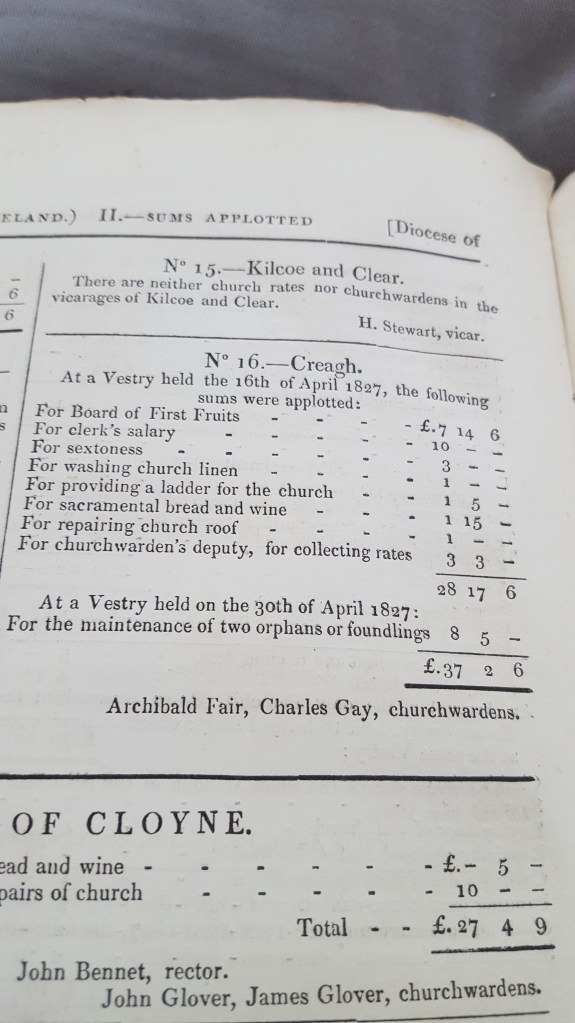 ELAND.) II.—SUMS APPLOTTED [Diocese of
Nº 15.—Kilcoe and Clear.
There are neither church rates nor churchwardens in the
vicarages of Kilcoe and Clear.
H. Stewart, vicar.
–
6
6
Nº 16.—Creagh.
At a Vestry held the 16th of April 1827, the following
sums were applotted:
For Board of First Fruits - - - - £.7 14 6
For clerk's salary - - - - - 10 – –
For sextoness - - - - - - 3 – –
For washing church linen - - - - 1 – –
For providing a ladder for the church - - 1 5 –
For sacramental bread and wine - - - 1 15 –
For repairing church roof - - - - 1 – –
For churchwarden's deputy, for collecting rates 3 3 –
28 17 6
At a Vestry held on the 30th of April 1827:
For the maintenance of two orphans or foundlings 8 5 –
£.37 2 6
Archibald Fair, Charles Gay, churchwardens.
n
s
OF CLOYNE.
ead and wine - - - - - - £.– 5 –
pairs of church - - - - - 10 – –
Total - - £.27 4 9
John Bennet, rector.
John Glover, James Glover, churchwardens.